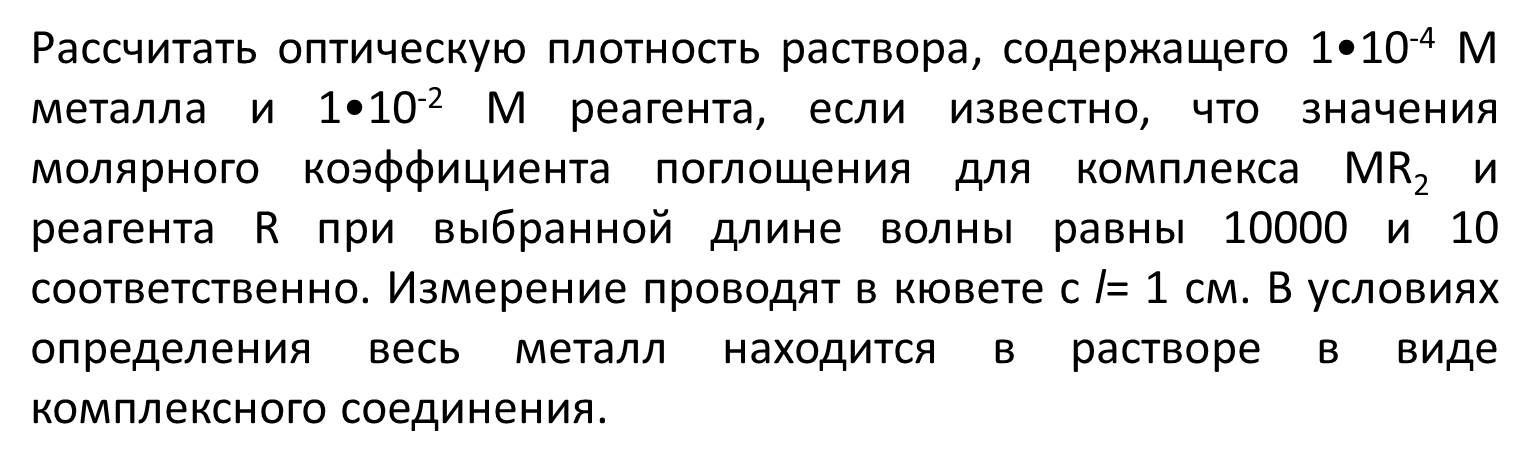 Рассчитать оптическую плотность раствора, содержащего 1•10⁻⁴ М
металла и 1•10⁻² М реагента, если известно, что значения
молярного коэффициента поглощения для комплекса MR₂ и
реагента R при выбранной длине волны равны 10000 и 10
соответственно. Измерение проводят в кювете с l= 1 см. В условиях
определения весь металл находится в растворе в виде
комплексного соединения.